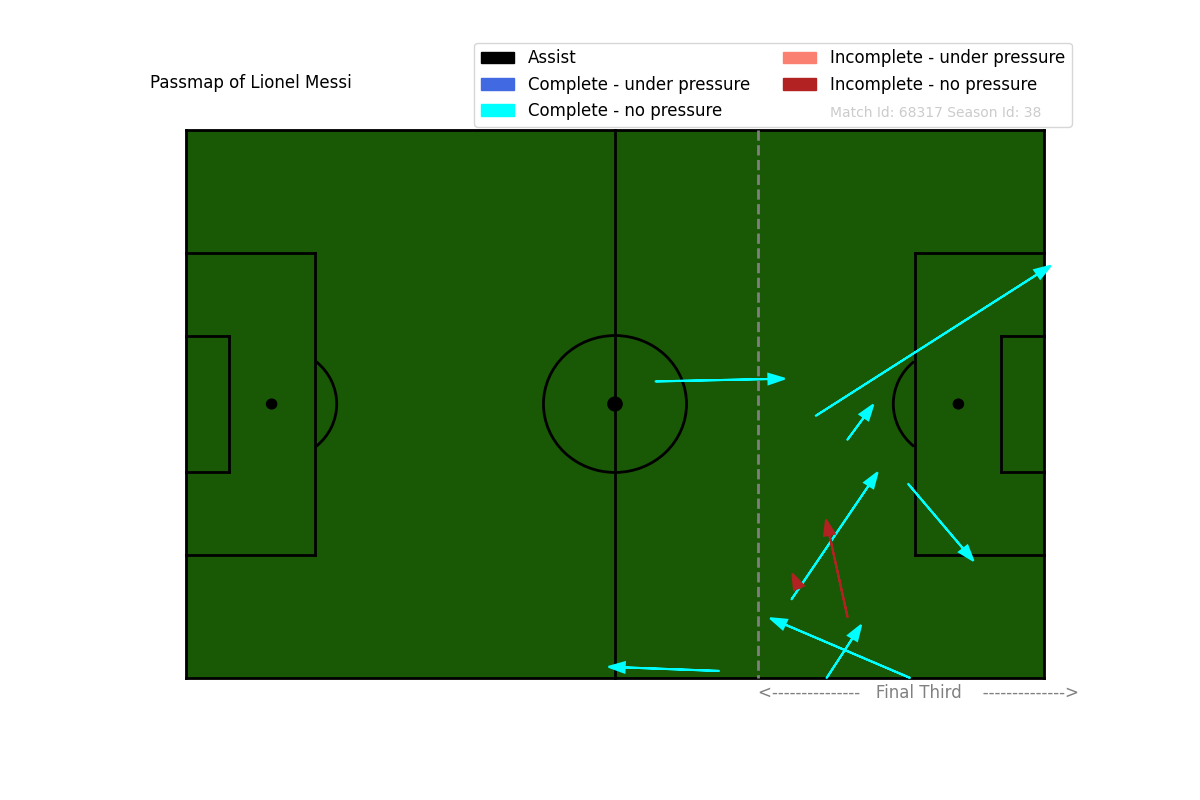 Passmap of Lionel Messi
Assist
Complete - under pressure
Complete - no pressure
Incomplete - under pressure
Incomplete - no pressure
Match Id: 68317 Season Id: 38
<--------------- Final Third -------------->